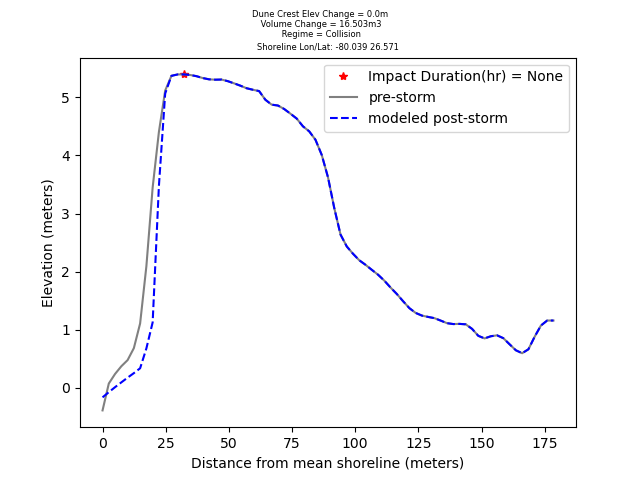 Dune Crest Elev Change = 0.0m
Volume Change = 16.503m3
Regime = Collision
Shoreline Lon/Lat: -80.039 26.571
Impact Duration(hr) = None
pre-storm
modeled post-storm
Elevation (meters)
5
4
3
2
1
0
0 25 50 75 100 125 150 175
Distance from mean shoreline (meters)